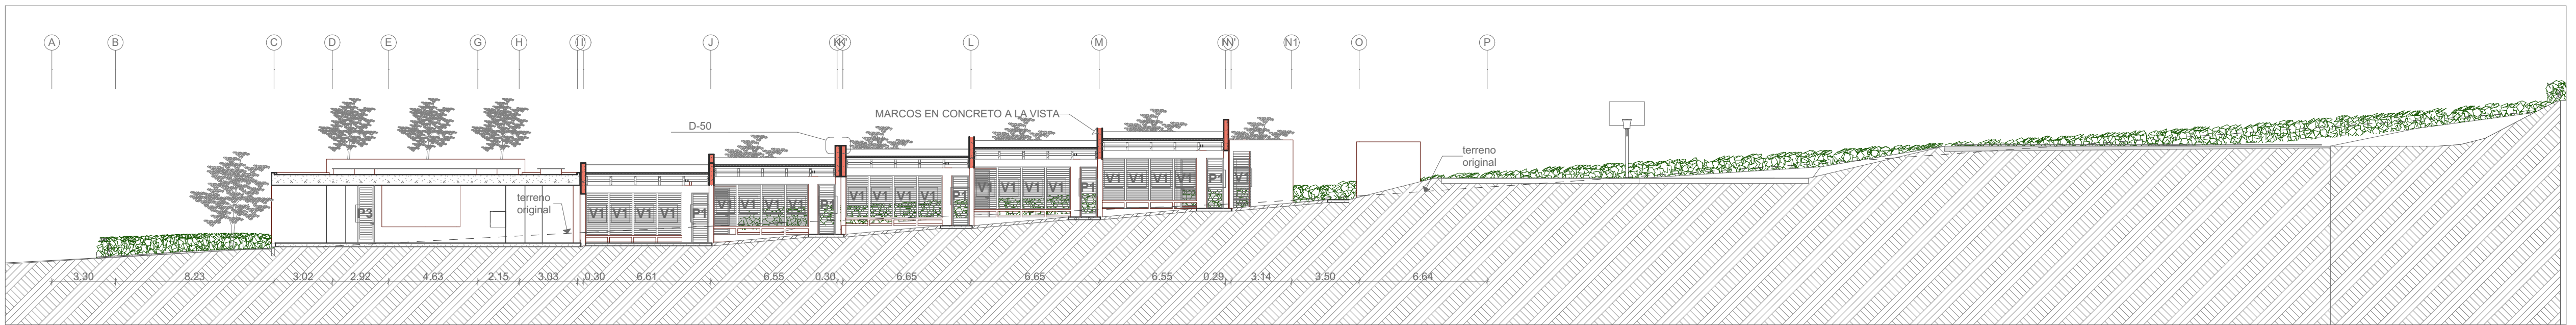 A B C D E G H I I' J K K' L M N N' N1 O P
MARCOS EN CONCRETO A LA VISTA
D-50
terreno
original
terreno
original
P3
V1 V1 V1 V1 P1
V1 V1 V1 V1 P1
V1 V1 V1 V1 P1
V1 V1 V1 V1 P1
V1 V1 V1 V1 P1 V1
3.30 8.23 3.02 2.92 4.63 2.15 3.03 0.30 6.61 6.55 0.30 6.65 6.65 6.55 0.29 3.14 3.50 6.64